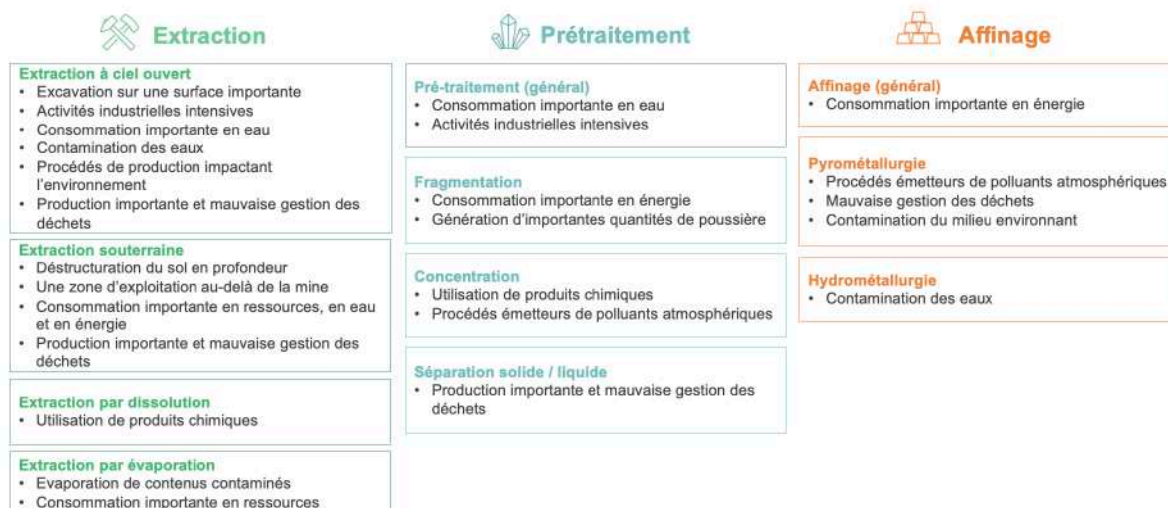 Extraction
Extraction à ciel ouvert
• Excavation sur une surface importante
• Activités industrielles intensives
• Consommation importante en eau
• Contamination des eaux
• Procédés de production impactant
l'environnement
• Production importante et mauvaise gestion des
déchets
Extraction souterraine
• Déstructuration du sol en profondeur
• Une zone d'exploitation au-delà de la mine
• Consommation importante en ressources, en eau
et en énergie
• Production importante et mauvaise gestion des
déchets
Extraction par dissolution
• Utilisation de produits chimiques
Extraction par évaporation
• Evaporation de contenus contaminés
• Consommation importante en ressources
Prétraitement
Pré-traitement (général)
• Consommation importante en eau
• Activités industrielles intensives
Fragmentation
• Consommation importante en énergie
• Génération d'importantes quantités de poussière
Concentration
• Utilisation de produits chimiques
• Procédés émetteurs de polluants atmosphériques
Séparation solide / liquide
• Production importante et mauvaise gestion des
déchets
Affinage
Affinage (général)
• Consommation importante en énergie
Pyrométallurgie
• Procédés émetteurs de polluants atmosphériques
• Mauvaise gestion des déchets
• Contamination du milieu environnant
Hydrométallurgie
• Contamination des eaux